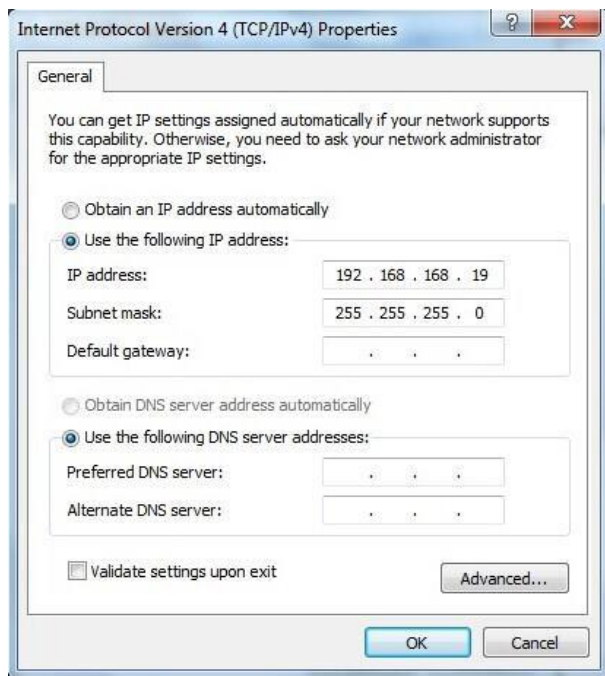 Internet Protocol Version 4 (TCP/IPv4) Properties
?
General
You can get IP settings assigned automatically if your network supports
this capability. Otherwise, you need to ask your network administrator
for the appropriate IP settings.
Obtain an IP address automatically
Use the following IP address:
IP address: 192 . 168 . 168 . 19
Subnet mask: 255 . 255 . 255 . 0
Default gateway: . . .
Obtain DNS server address automatically
Use the following DNS server addresses:
Preferred DNS server: . . .
Alternate DNS server: . . .
Validate settings upon exit
Advanced...
OK Cancel